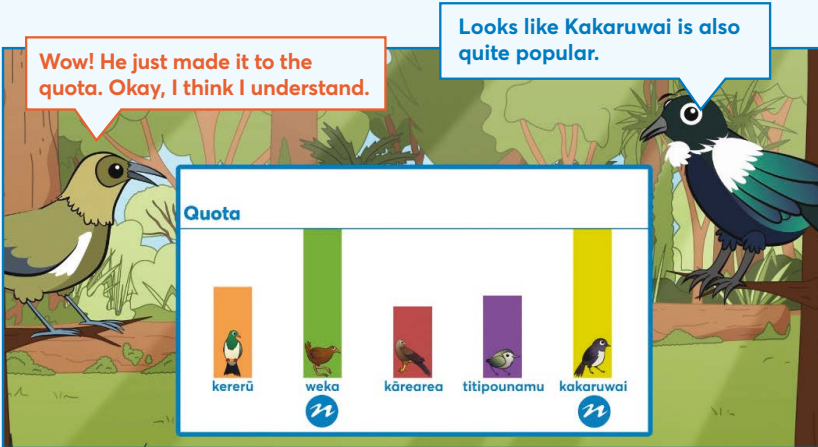 Looks like Kakaruwai is also
quite popular.
Wow! He just made it to the
quota. Okay, I think I understand.
Quota
kererū weka kārearea titipounamu kakaruwai
n n